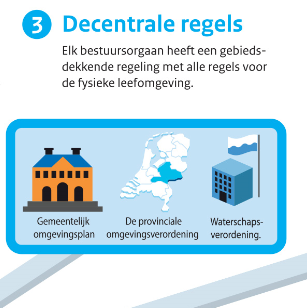 3 Decentrale regels
Elk bestuursorgaan heeft een gebieds-
dekkende regeling met alle regels voor
de fysieke leefomgeving.
Gemeentelijk
omgevingsplan
De provinciale
omgevingsverordening
Waterschaps-
verordening.